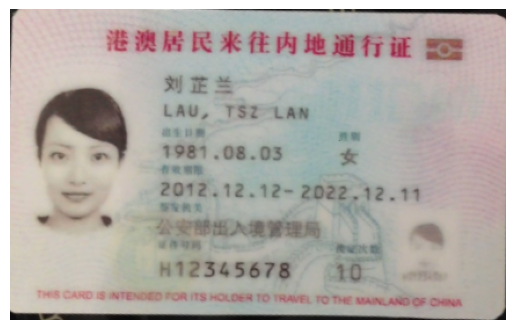 港澳居民来往内地通行证
刘芷兰
LAU, TSZ LAN
出生日期 性别
1981.08.03 女
有效期限
2012.12.12-2022.12.11
签发机关
公安部出入境管理局
证件号码 换证次数
H12345678 10
THIS CARD IS INTENDED FOR ITS HOLDER TO TRAVEL TO THE MAINLAND OF CHINA